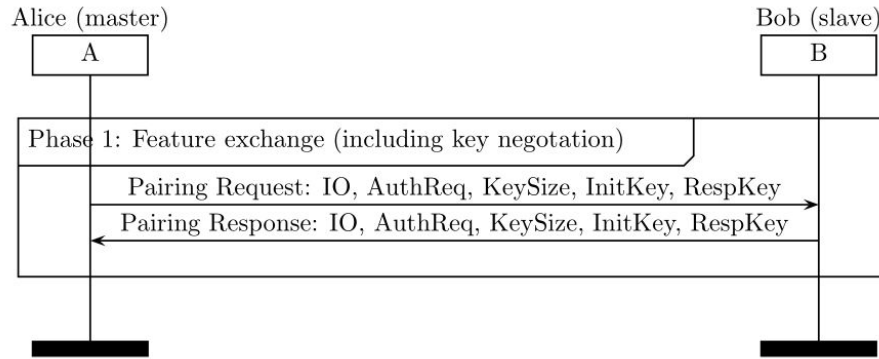 Alice (master)
Bob (slave)
A
B
Phase 1: Feature exchange (including key negotation)
Pairing Request: IO, AuthReq, KeySize, InitKey, RespKey
Pairing Response: IO, AuthReq, KeySize, InitKey, RespKey